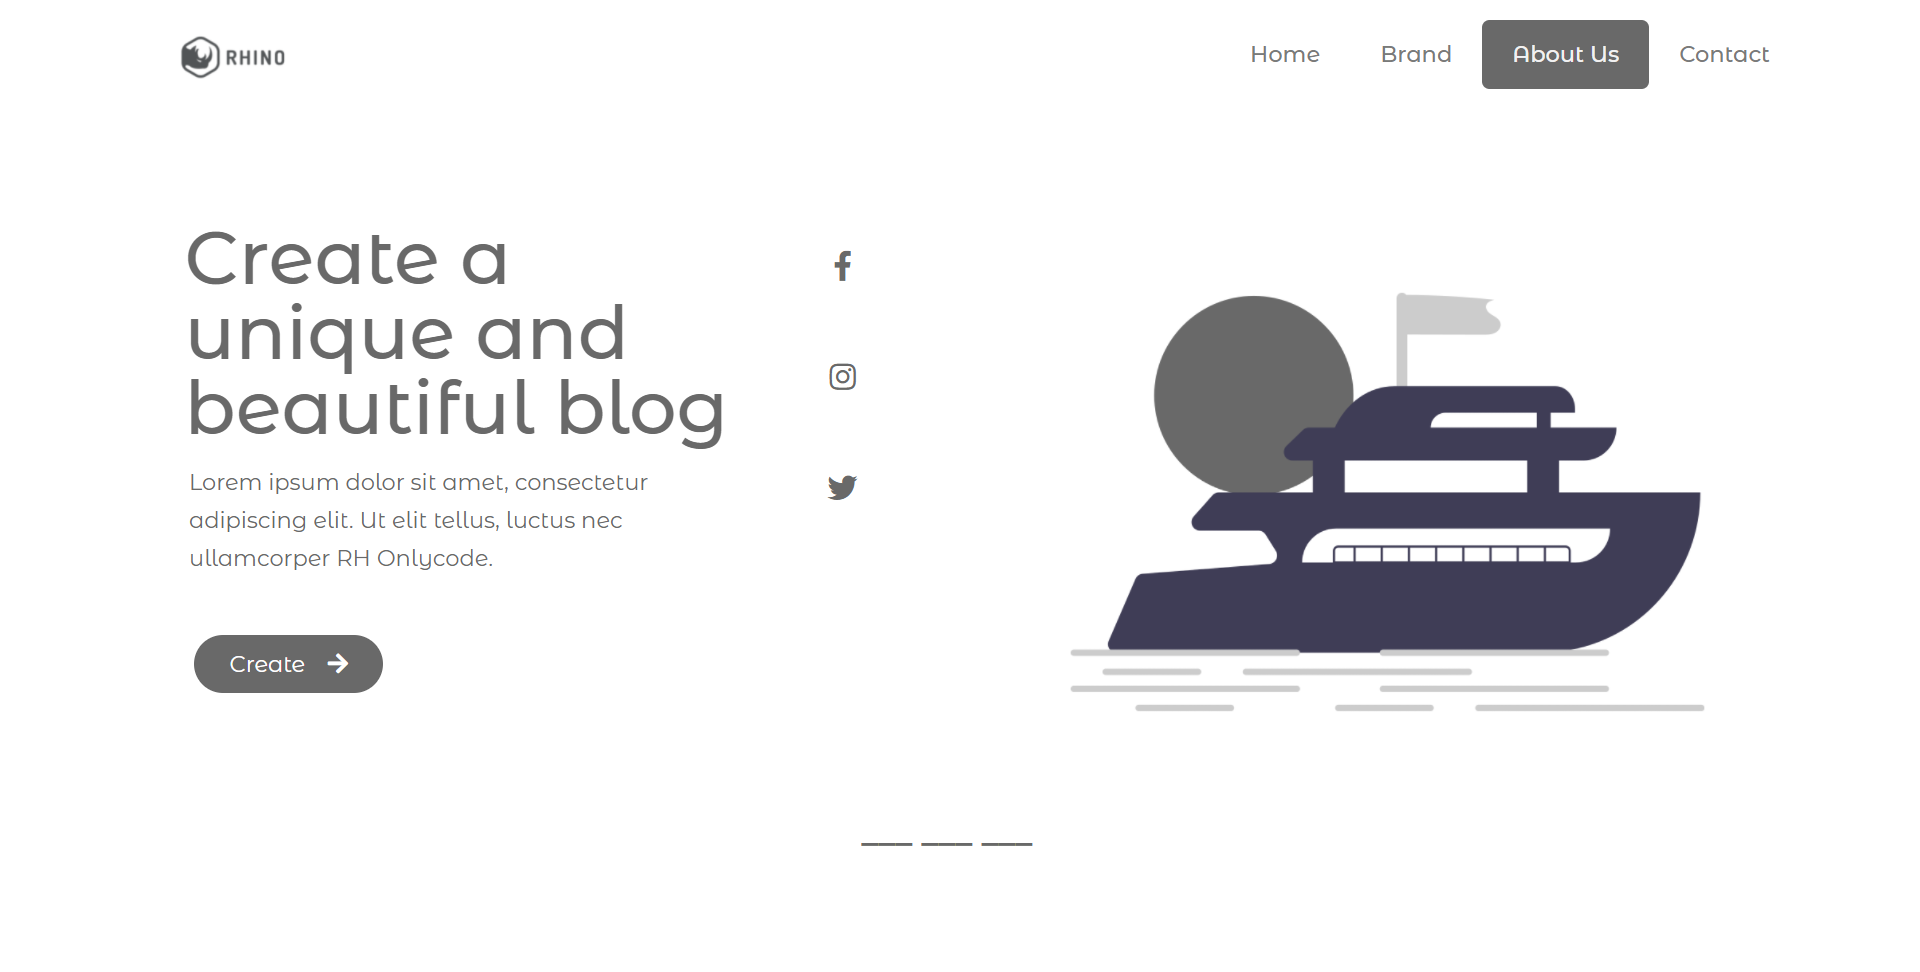 RHINO
Home
Brand
About Us
Contact
Create a
unique and
beautiful blog
Lorem ipsum dolor sit amet, consectetur
adipiscing elit. Ut elit tellus, luctus nec
ullamcorper RH Onlycode.
Create